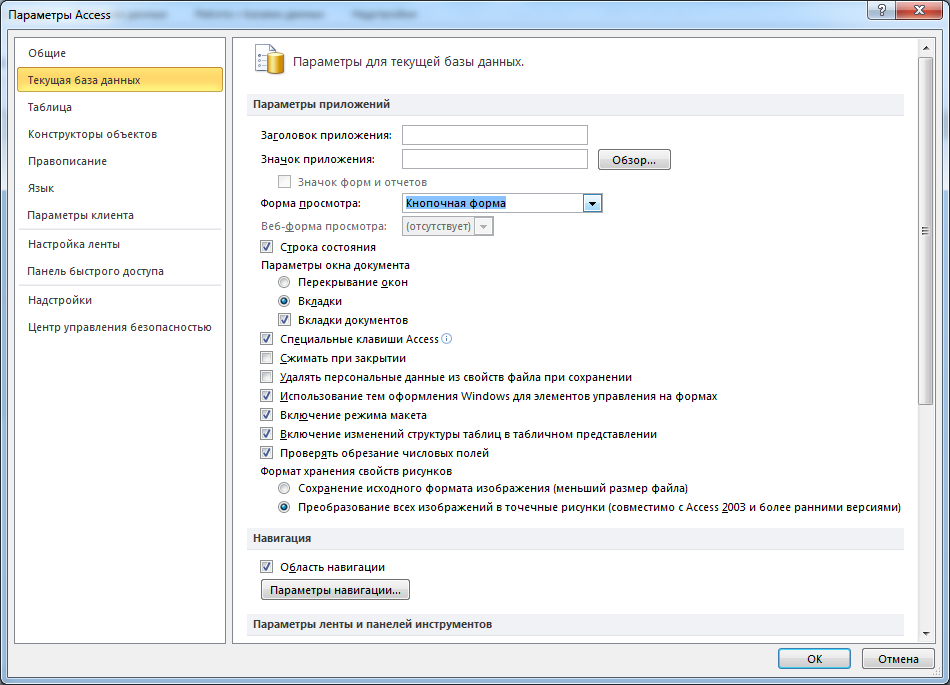 Параметры Access
Общие
Текущая база данных
Таблица
Конструкторы объектов
Правописание
Язык
Параметры клиента
Настройка ленты
Панель быстрого доступа
Надстройки
Центр управления безопасностью
Параметры для текущей базы данных.
Параметры приложений
Заголовок приложения:
Значок приложения:
Обзор...
Значок форм и отчетов
Форма просмотра:
Кнопочная форма
Веб-форма просмотра:
(отсутствует)
Строка состояния
Параметры окна документа
Перекрывание окон
Вкладки
Вкладки документов
Специальные клавиши Access
Сжимать при закрытии
Удалять персональные данные из свойств файла при сохранении
Использование тем оформления Windows для элементов управления на формах
Включение режима макета
Включение изменений структуры таблиц в табличном представлении
Проверять обрезание числовых полей
Формат хранения свойств рисунков
Сохранение исходного формата изображения (меньший размер файла)
Преобразование всех изображений в точечные рисунки (совместимо с Access 2003 и более ранними версиями)
Навигация
Область навигации
Параметры навигации...
Параметры ленты и панелей инструментов
ОК
Отмена